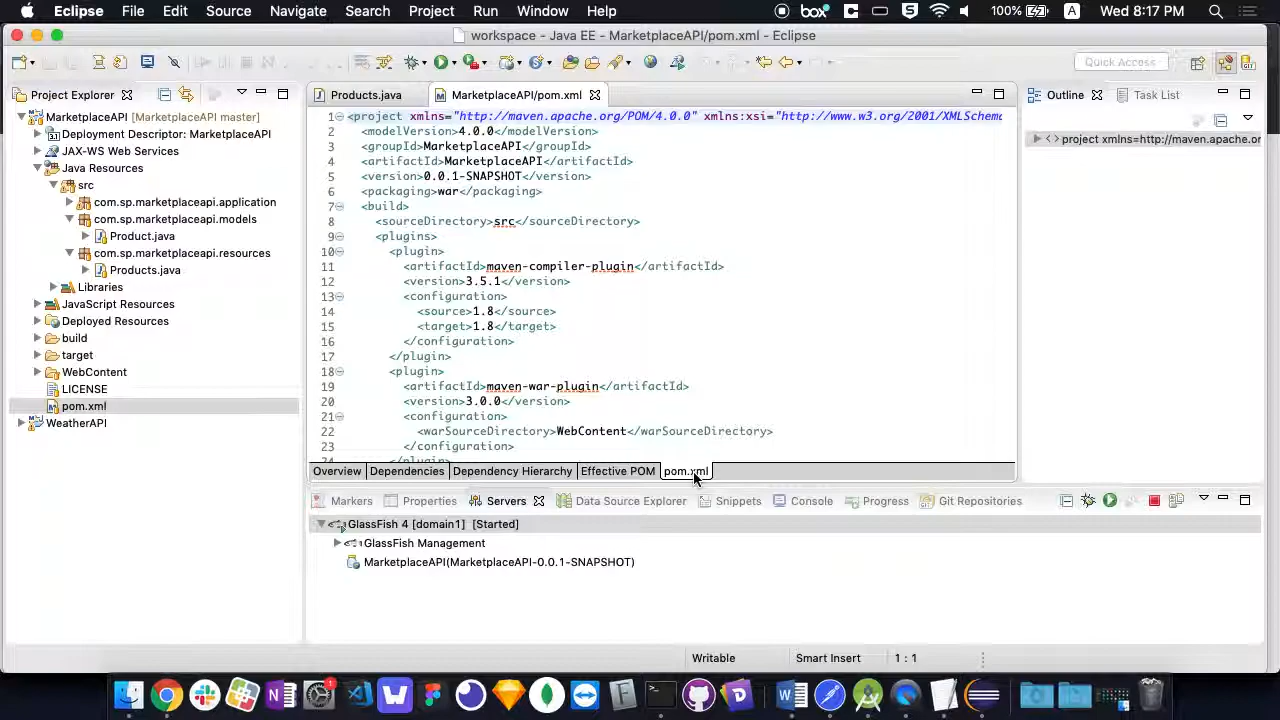 Eclipse File Edit Source Navigate Search Project Run Window Help box 5 100% A Wed 8:17 PM
workspace - Java EE - MarketplaceAPI/pom.xml - Eclipse
Quick Access
Project Explorer
MarketplaceAPI [MarketplaceAPI master]
Deployment Descriptor: MarketplaceAPI
JAX-WS Web Services
Java Resources
src
com.sp.marketplaceapi.application
com.sp.marketplaceapi.models
Product.java
com.sp.marketplaceapi.resources
Products.java
Libraries
JavaScript Resources
Deployed Resources
build
target
WebContent
LICENSE
pom.xml
WeatherAPI
Products.java MarketplaceAPI/pom.xml
1 <project xmlns="http://maven.apache.org/POM/4.0.0" xmlns:xsi="http://www.w3.org/2001/XMLSchema
2 <modelVersion>4.0.0</modelVersion>
3 <groupId>MarketplaceAPI</groupId>
4 <artifactId>MarketplaceAPI</artifactId>
5 <version>0.0.1-SNAPSHOT</version>
6 <packaging>war</packaging>
7 <build>
8 <sourceDirectory>src</sourceDirectory>
9 <plugins>
10 <plugin>
11 <artifactId>maven-compiler-plugin</artifactId>
12 <version>3.5.1</version>
13 <configuration>
14 <source>1.8</source>
15 <target>1.8</target>
16 </configuration>
17 </plugin>
18 <plugin>
19 <artifactId>maven-war-plugin</artifactId>
20 <version>3.0.0</version>
21 <configuration>
22 <warSourceDirectory>WebContent</warSourceDirectory>
23 </configuration>
24 </plugin>
Overview Dependencies Dependency Hierarchy Effective POM pom.xml
Outline Task List
project xmlns=http://maven.apache.or
Markers Properties Servers Data Source Explorer Snippets Console Progress Git Repositories
GlassFish 4 [domain1] [Started]
GlassFish Management
MarketplaceAPI(MarketplaceAPI-0.0.1-SNAPSHOT)
Writable Smart Insert 1 : 1